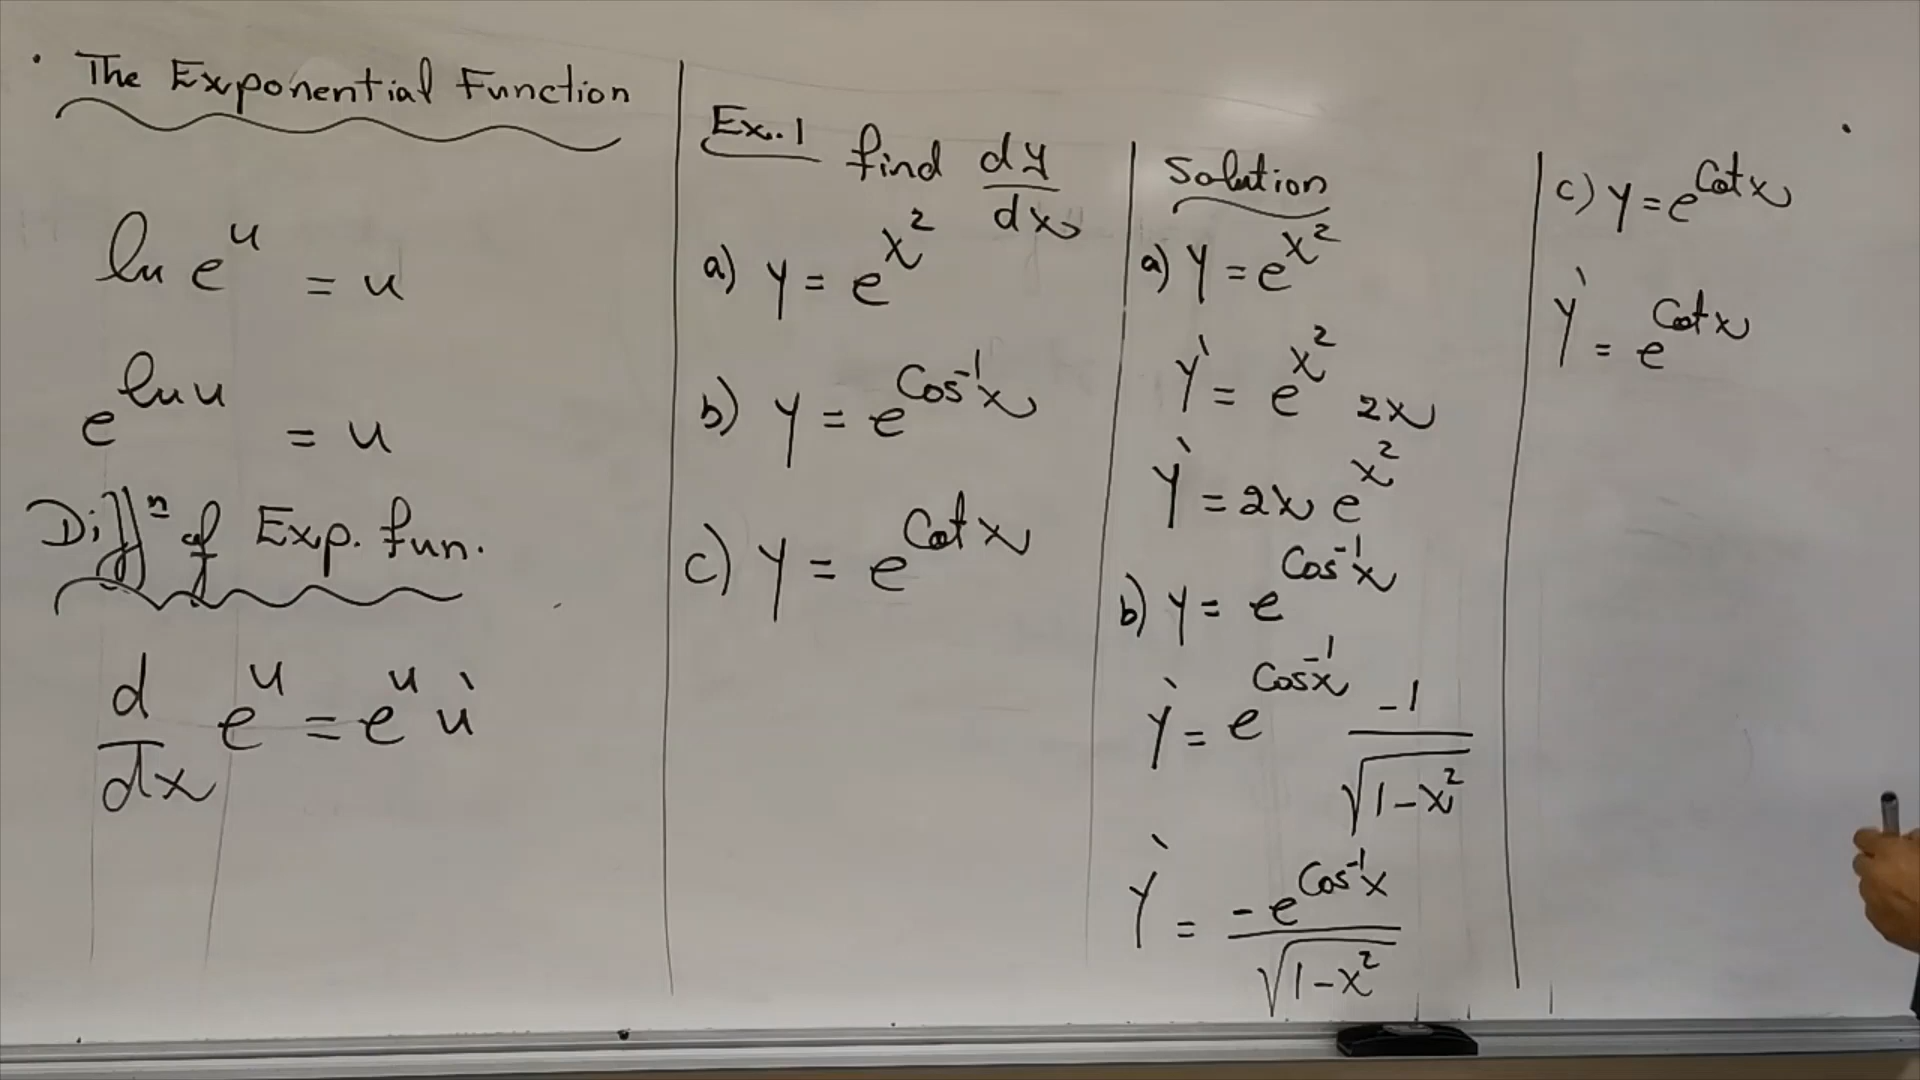 The Exponential Function
ln e^u = u
e^ln u = u
Diffⁿ of Exp. fun.
d/dx e^u = e^u u`
Ex..1 find dy/dx
a) y = e^x²
b) y = e^Cos⁻¹x
c) y = e^Cot x
Solution
a) y = e^x²
y` = e^x² 2x
y` = 2x e^x²
b) y = e^Cos⁻¹x
y` = e^Cos⁻¹x -1/√(1-x²)
y` = -e^Cos⁻¹x/√(1-x²)
c) y = e^Cot x
y` = e^Cot x